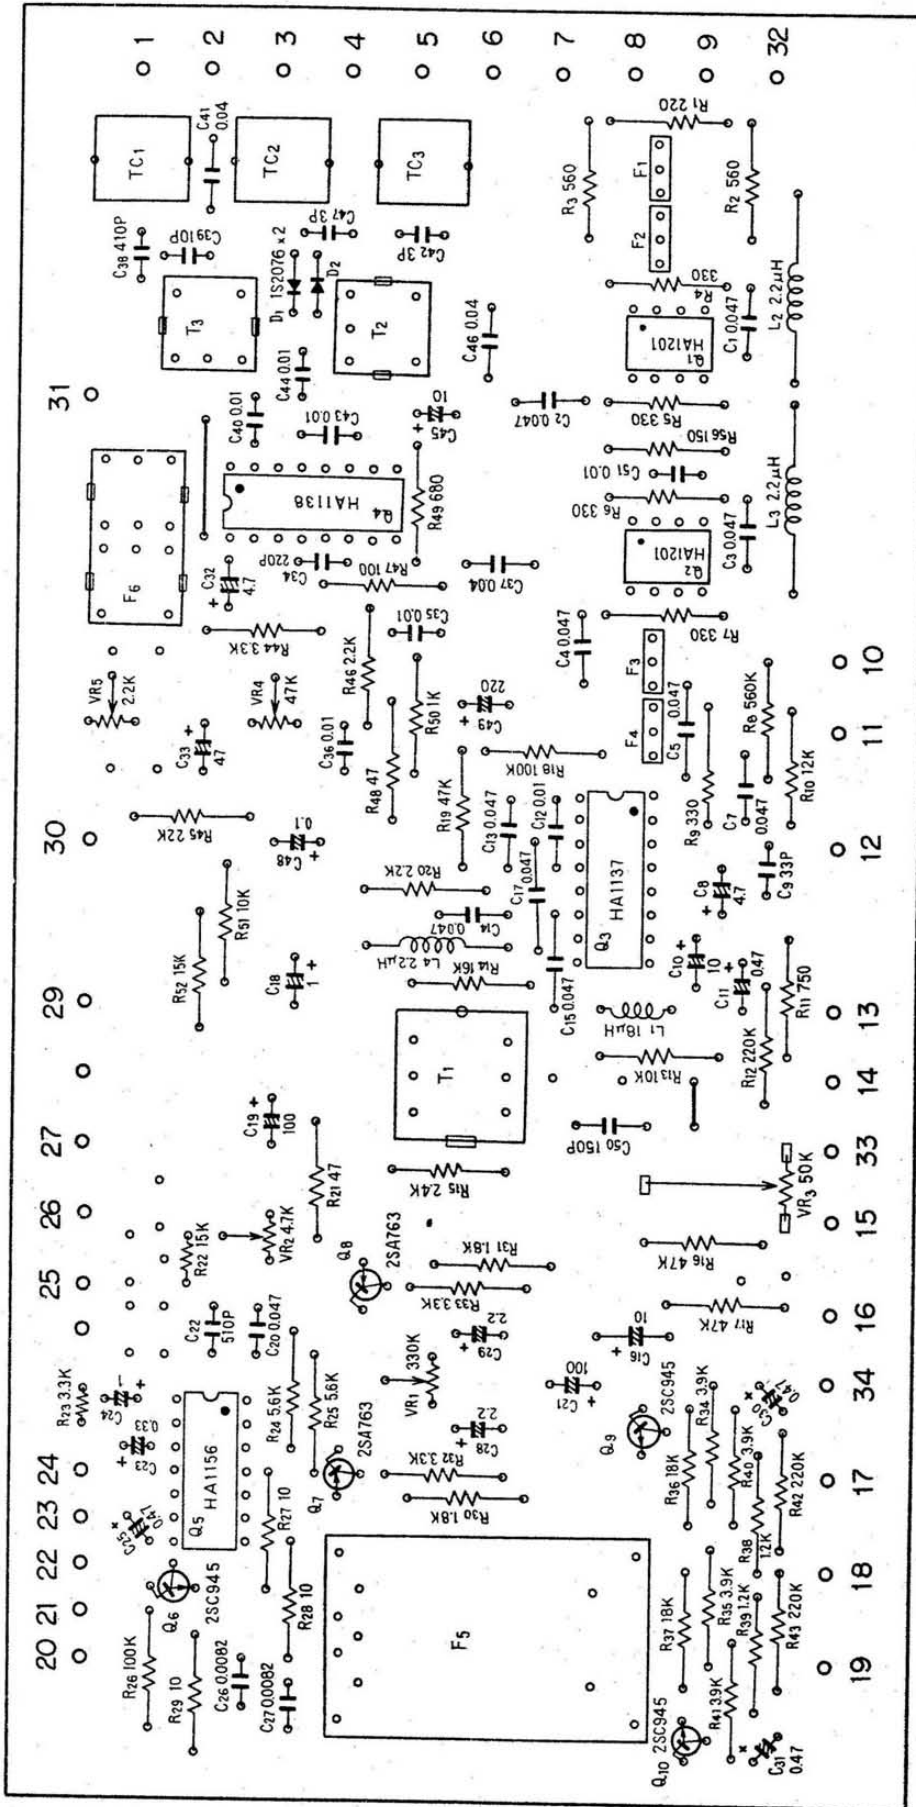 1
2
3
4
5
6
7
8
9
32
TC1
C41
0.04
TC2
TC3
R3 560
R1 220
F1
R2 560
C38 410P
C39 10P
C47 3P
C42 3P
F2
T3
D1 1S2076 x 2
D2
T2
C46 0.04
330
R4
HA1201
Q1
C1 0.047
L2 2.2μH
31
C40 0.01
C44 0.01
C43 0.01
10
+
C45
C2 0.047
R5 330
R56 150
F6
HA1138
Q4
R49 680
C51 0.01
R6 330
L3 2.2μH
C32
4.7
+
220P
C34
R47 100
C37 0.04
HA1201
Q2
C3 0.047
R44 3.3K
C35 0.01
R7 330
VR5
2.2K
VR4
47K
R46 2.2K
R50 1K
220
+
C49
C4 0.047
F3
0.047
C5
R8 560K
10
C33
+
47
C36 0.01
R48 47
R18 100K
F4
11
30
R45 22K
0.1
C48
+
R19 47K
C13 0.047
C12 0.01
R9 330
C7
0.047
R10 12K
12
R51 10K
R20 2.2K
C17 0.047
HA1137
Q3
C8
4.7
+
C9 33P
R52 15K
C14
0.047
L4 2.2μH
29
C18
1
+
R14 16K
C15 0.047
C10
10
+
C11
0.47
+
R11 750
13
T1
L1 18μH
R13 10K
R12 220K
14
27
C19
+
100
C50 150P
33
R21 47
R15 2.4K
VR3 50K
26
R22 15K
VR2 4.7K
Q8
2SA763
R31 1.8K
R16 47K
15
25
R33 3.3K
C22
510P
C20 0.047
2.2
+
C29
10
+
C16
R17 47K
16
R23 3.3K
1
C24
+
R24 5.6K
R25 5.6K
VR1 330K
100
C21
+
2SC945
Q9
R34 3.9K
C30
0.47
34
24
0.33
C23
+
HA1156
Q5
2SA763
Q7
2.2
+
C28
R32 3.3K
R36 18K
R40 3.9K
R42 220K
17
23
C25
0.47
R27 10
R30 1.8K
R38
1.2K
22
Q6
2SC945
18
21
R28 10
F5
R37 18K
R35 3.9K
R39 1.2K
R43 220K
20
R26 100K
R29 10
C26 0.0082
C27 0.0082
19
R41 3.9K
Q10 2SC945
C31
0.47